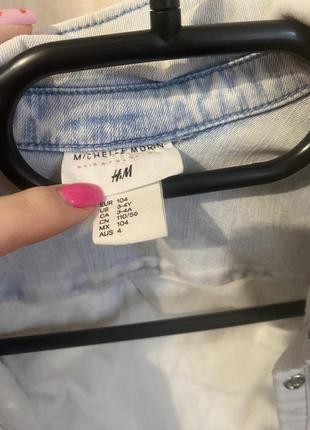 MICHELLE MORIN
H&M
EUR 104
US 3-4Y
CA 3-4A
CN 110/56
MX 104
AUS 4